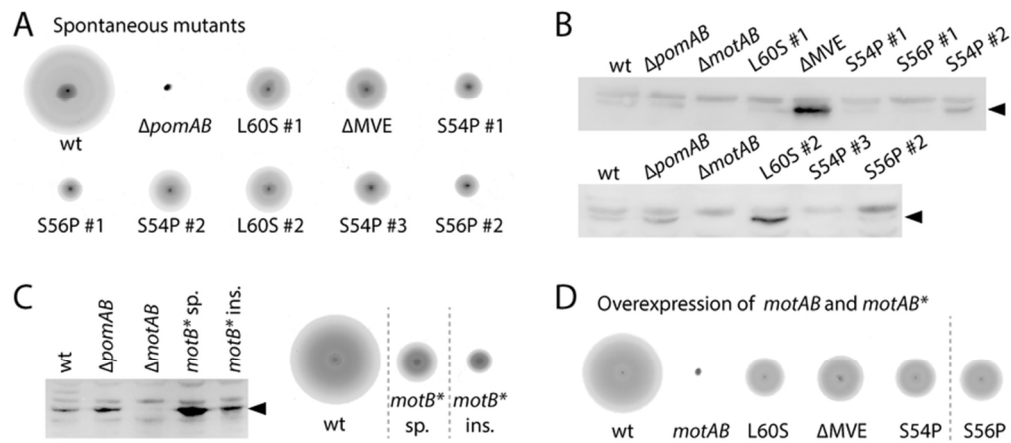 A Spontaneous mutants
wt
ΔpomAB
L60S #1
ΔMVE
S54P #1
S56P #1
S54P #2
L60S #2
S54P #3
S56P #2
B
wt ΔpomAB ΔmotAB L60S #1 ΔMVE S54P #1 S56P #1 S54P #2
wt ΔpomAB ΔmotAB L60S #2 S54P #3 S56P #2
C
wt ΔpomAB ΔmotAB motB* sp. motB* ins.
wt
motB* sp.
motB* ins.
D Overexpression of motAB and motAB*
wt motAB L60S ΔMVE S54P S56P